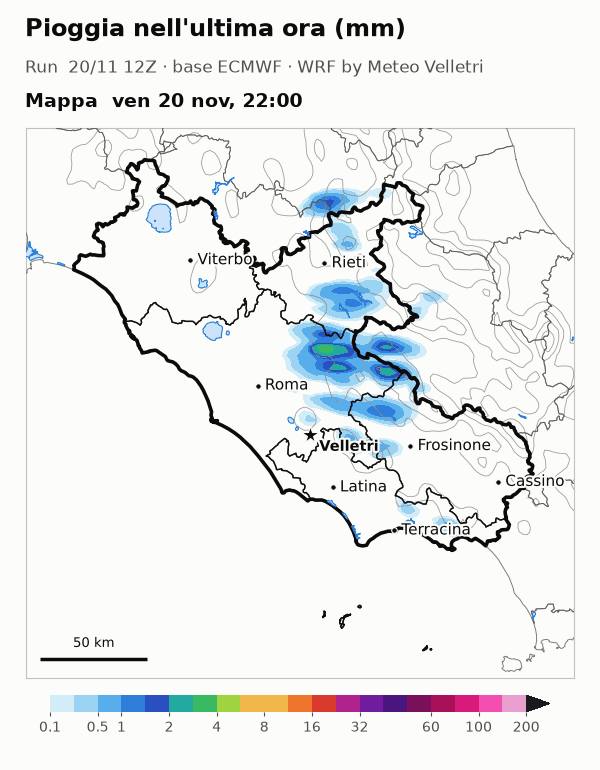 Pioggia nell'ultima ora (mm)
Run  20/11 12Z · base ECMWF · WRF by Meteo Velletri
Mappa  ven 20 nov, 22:00
Viterbo
Rieti
Roma
Velletri
Frosinone
Cassino
Latina
Terracina
50 km
0.1 0.5 1 2 4 8 16 32 60 100 200